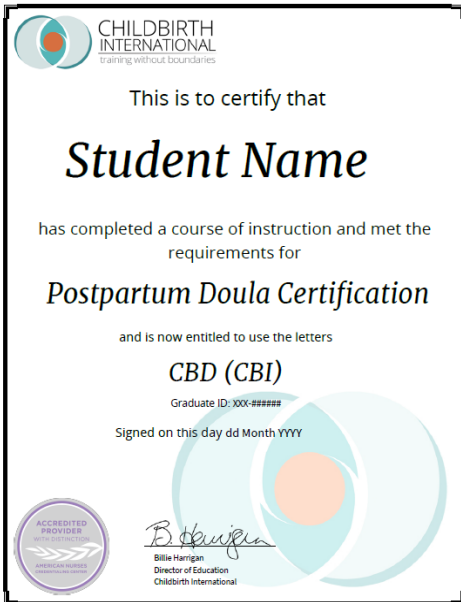 CHILDBIRTH
INTERNATIONAL
training without boundaries
This is to certify that
Student Name
has completed a course of instruction and met the
requirements for
Postpartum Doula Certification
and is now entitled to use the letters
CBD (CBI)
Graduate ID: XXX-######
Signed on this day dd Month YYYY
ACCREDITED
PROVIDER
WITH DISTINCTION
AMERICAN NURSES
CREDENTIALING CENTER
B. Harrigan
Billie Harrigan
Director of Education
Childbirth International